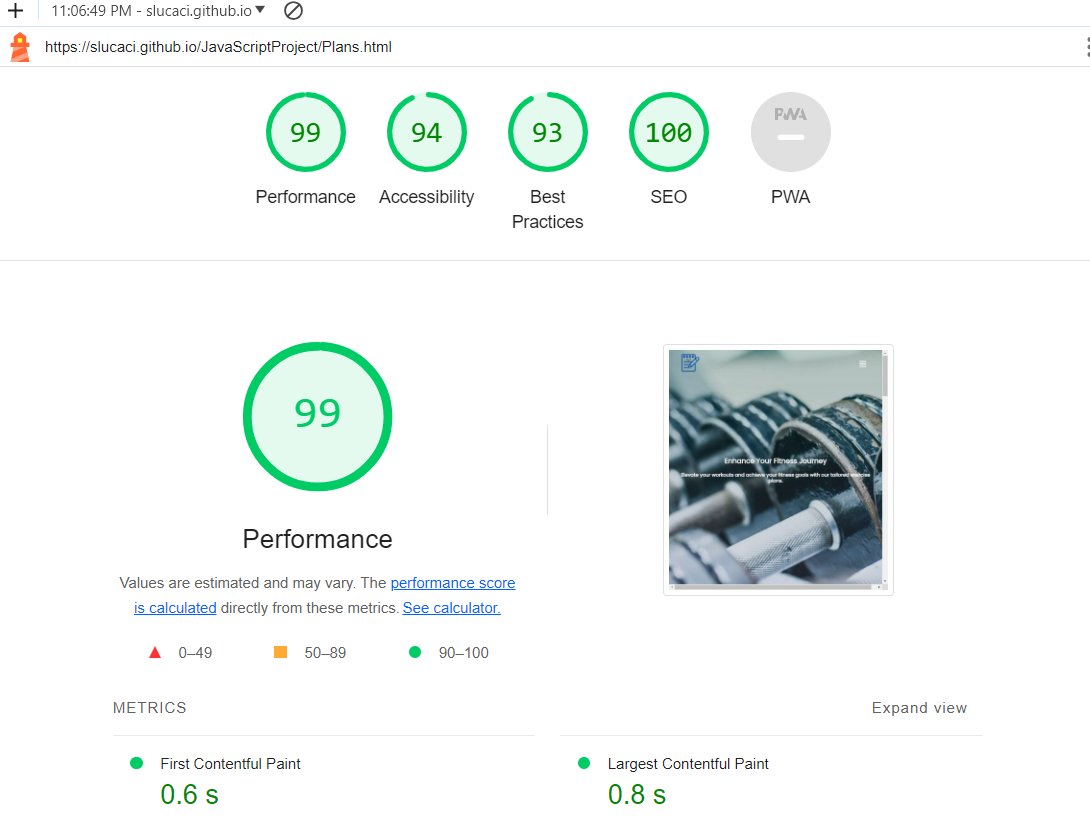 11:06:49 PM - slucaci.github.io
https://slucaci.github.io/JavaScriptProject/Plans.html
99
94
93
100
PWA
Performance
Accessibility
Best
Practices
SEO
PWA
99
Performance
Values are estimated and may vary. The performance score
is calculated directly from these metrics. See calculator.
0–49
50–89
90–100
Enhance Your Fitness Journey
Elevate your workouts and achieve your fitness goals with our tailored exercise
plans.
METRICS
Expand view
First Contentful Paint
0.6 s
Largest Contentful Paint
0.8 s